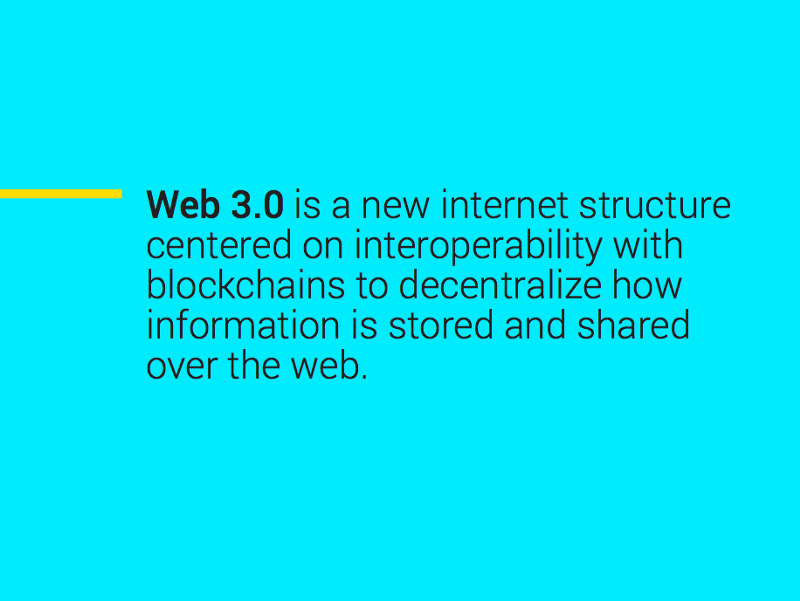 Web 3.0 is a new internet structure
centered on interoperability with
blockchains to decentralize how
information is stored and shared
over the web.